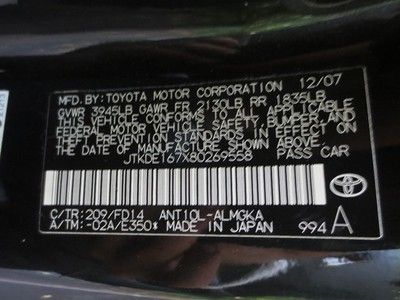 MFD. BY: TOYOTA MOTOR CORPORATION 12/07
GVWR 3945LB GAWR FR 2130LB RR 1835LB
THIS VEHICLE CONFORMS TO ALL APPLICABLE
FEDERAL MOTOR VEHICLE SAFETY, BUMPER, AND
THEFT PREVENTION STANDARDS IN EFFECT ON
THE DATE OF MANUFACTURE SHOWN ABOVE.
JTKDE167X80269558 PASS. CAR
C/TR: 209/FD14 ANT10L-ALMGKA
A/TM: -02A/E350* MADE IN JAPAN 994 A